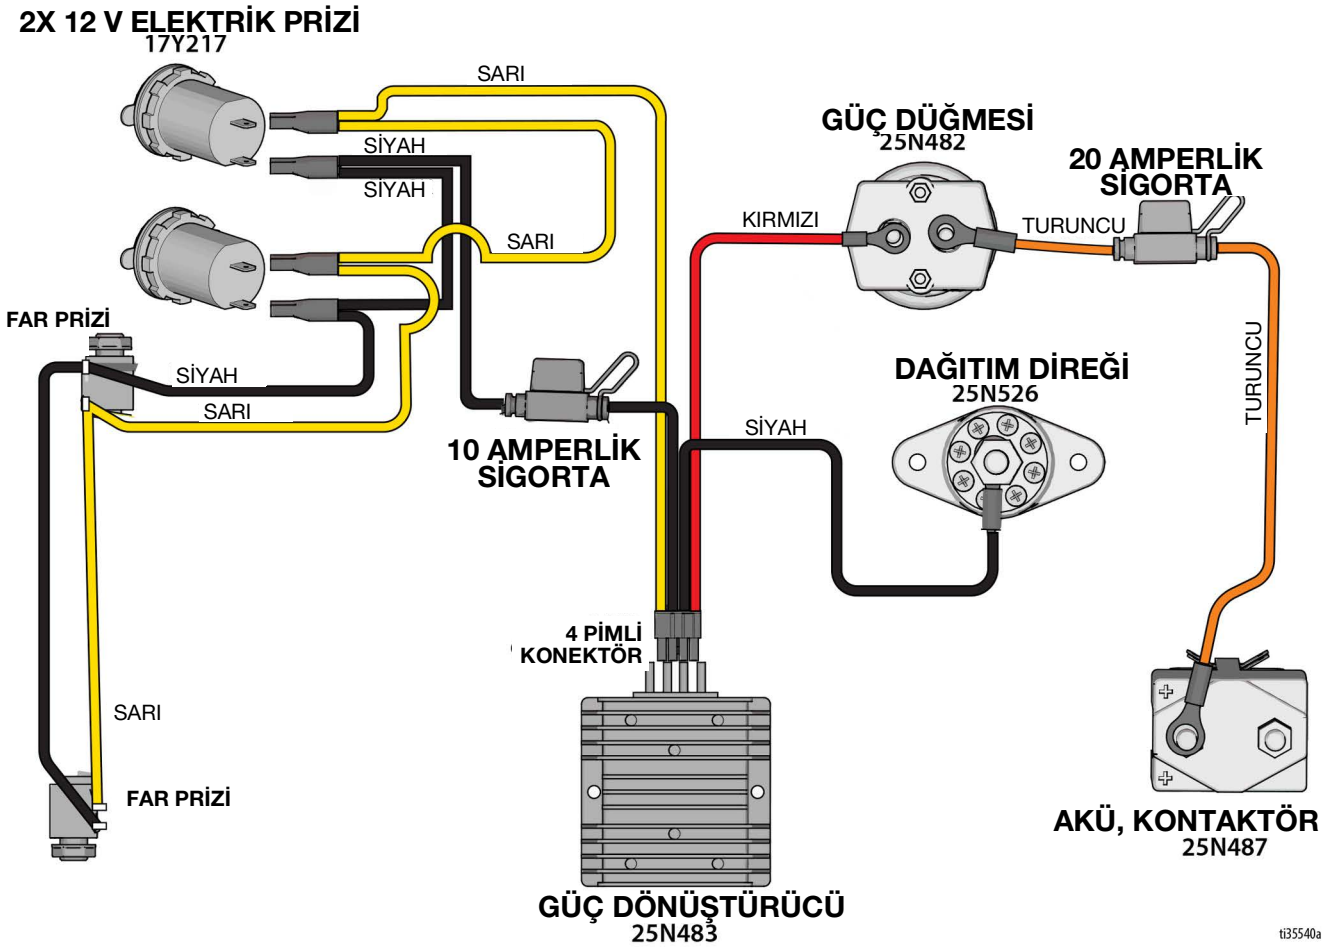 2X 12 V ELEKTRİK PRİZİ
17Y217
SARI
SİYAH
SİYAH
SARI
GÜÇ DÜĞMESİ
25N482
20 AMPERLİK
SİGORTA
KIRMIZI
TURUNCU
TURUNCU
FAR PRİZİ
SİYAH
SARI
10 AMPERLİK
SİGORTA
SİYAH
DAĞITIM DİREĞİ
25N526
4 PİMLİ
KONEKTÖR
SARI
FAR PRİZİ
GÜÇ DÖNÜŞTÜRÜCÜ
25N483
AKÜ, KONTAKTÖR
25N487
ti35540a